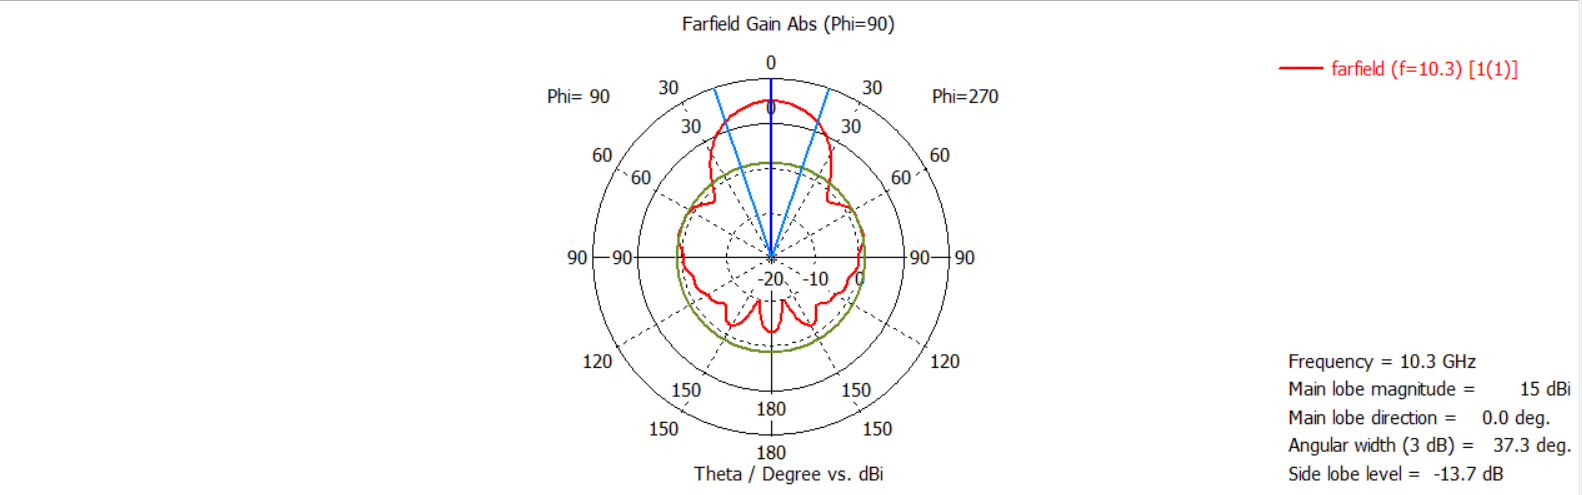 Farfield Gain Abs (Phi=90)
farfield (f=10.3) [1(1)]
0
Phi= 90
30
0
30
Phi=270
30
30
60
60
60
60
90
90
90
90
-20
-10
0
120
120
150
150
180
150
150
180
Theta / Degree vs. dBi
Frequency = 10.3 GHz
Main lobe magnitude = 15 dBi
Main lobe direction = 0.0 deg.
Angular width (3 dB) = 37.3 deg.
Side lobe level = -13.7 dB